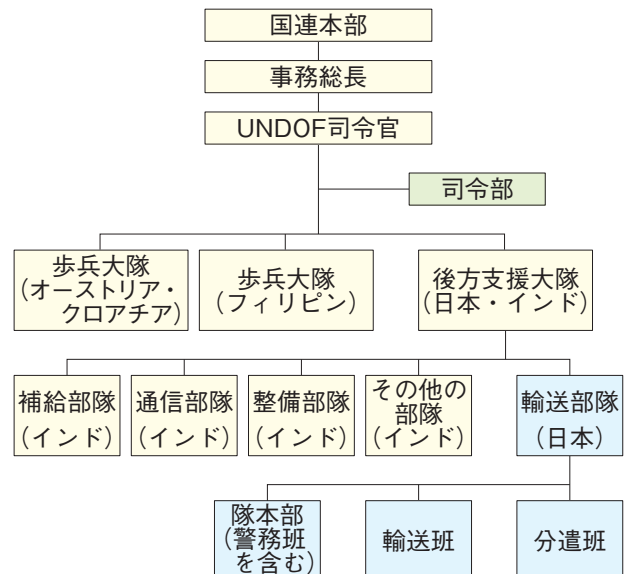 国連本部
事務総長
UNDOF司令官
司令部
歩兵大隊
（オーストリア・
クロアチア）
歩兵大隊
（フィリピン）
後方支援大隊
（日本・インド）
補給部隊
（インド）
通信部隊
（インド）
整備部隊
（インド）
その他の
部隊
（インド）
輸送部隊
（日本）
隊本部
（警務班
を含む）
輸送班
分遣班